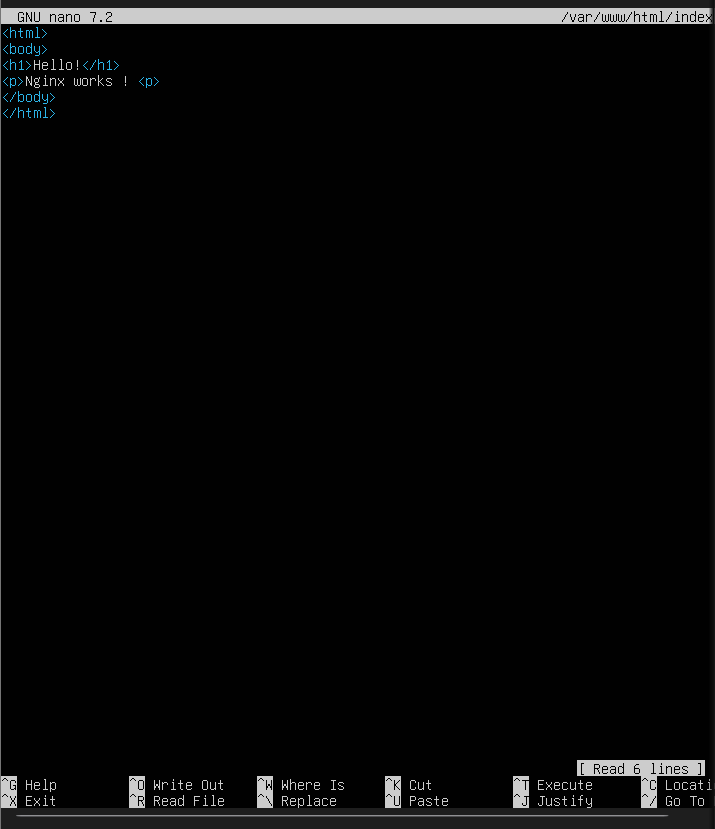 GNU nano 7.2 /var/www/html/index
<html>
<body>
<h1>Hello!</h1>
<p>Nginx works ! <p>
</body>
</html>
[ Read 6 lines ]
^G Help ^O Write Out ^W Where Is ^K Cut ^T Execute ^C Locati
^X Exit ^R Read File ^\ Replace ^U Paste ^J Justify ^/ Go To